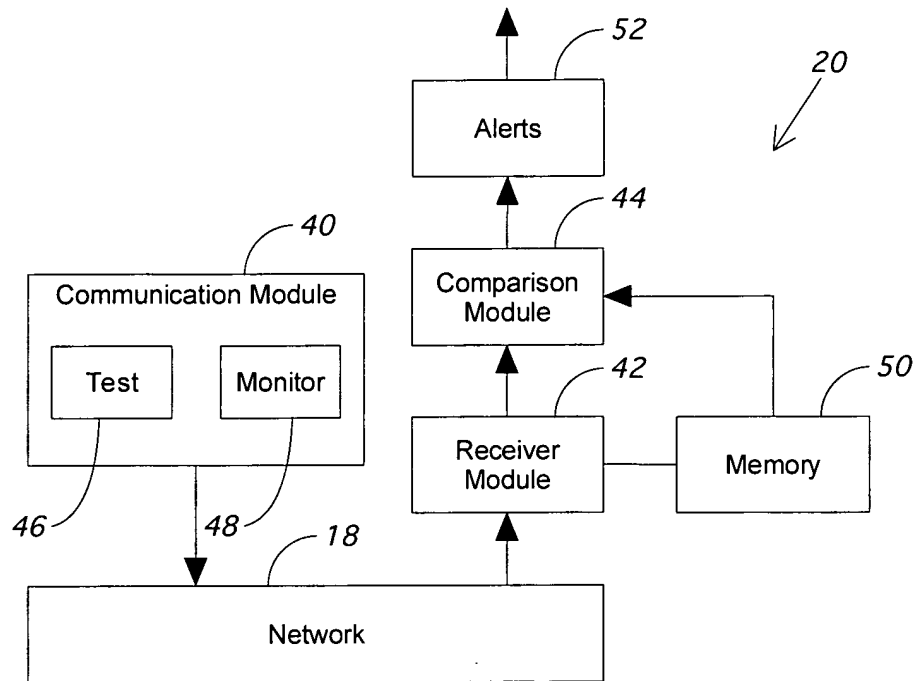 52
20
Alerts
44
40
Communication Module
Comparison
Module
Test
Monitor
42
50
Receiver
Module
Memory
46
48
18
Network